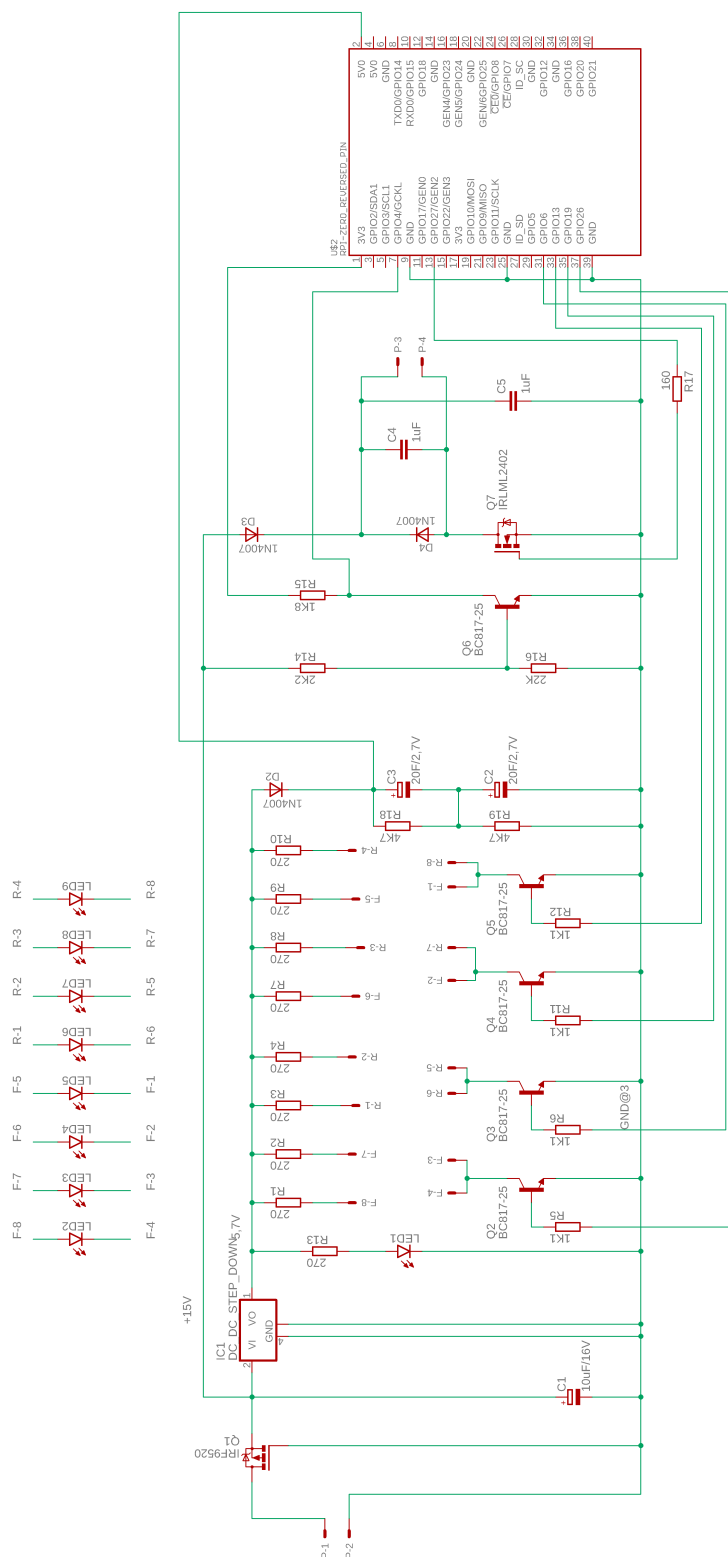 2
4
6
8
10
12
14
16
18
20
22
24
26
28
30
32
34
36
38
40
5V0
5V0
GND
TXD0/GPIO14
RXD0/GPIO15
GPIO18
GND
GEN4/GPIO23
GEN5/GPIO24
GND
GEN/6GPIO25
CE0/GPIO8
CE/GPIO7
ID_SC
GND
GPIO12
GND
GPIO16
GPIO20
GPIO21
U$2
RPI-ZERO_REVERSED_PIN
3V3
GPIO2/SDA1
GPIO3/SCL1
GPIO4/GCKL
GND
GPIO17/GEN0
GPIO27/GEN2
GPIO22/GEN3
3V3
GPIO10/MOSI
GPIO9/MISO
GPIO11/SCLK
GND
ID_SD
GPIO5
GPIO6
GPIO13
GPIO19
GPIO26
GND
1
3
5
7
9
11
13
15
17
19
21
23
25
27
29
31
33
35
37
39
P-3
P-4
160
R17
C5
1uF
C4
1uF
Q7
IRLML2402
D3
1N4007
D4
1N4007
R15
1K8
Q6
BC817-25
R14
2K2
R16
22K
D2
1N4007
C3
20F/2,7V
C2
20F/2,7V
R18
4K7
R19
4K7
R10
270
R-4
R9
270
F-5
R8
270
R-3
R7
270
F-6
R4
270
R-2
R3
270
R-1
R2
270
F-7
R1
270
F-8
R-8
F-1
Q5
BC817-25
R12
1K1
R-7
F-2
Q4
BC817-25
R11
1K1
R-5
R-6
Q3
BC817-25
R6
1K1
GND@3
F-3
F-4
Q2
BC817-25
R5
1K1
R-4
LED9
R-8
R-3
LED8
R-7
R-2
LED7
R-5
R-1
LED6
R-6
F-5
LED5
F-1
F-6
LED4
F-2
F-7
LED3
F-3
F-8
LED2
F-4
R13
270
LED1
5,7V
+15V
IC1
DC_DC_STEP_DOWN
1
VO
VI
GND
2
4
C1
10uF/16V
Q1
IRF9520
P-1
P-2